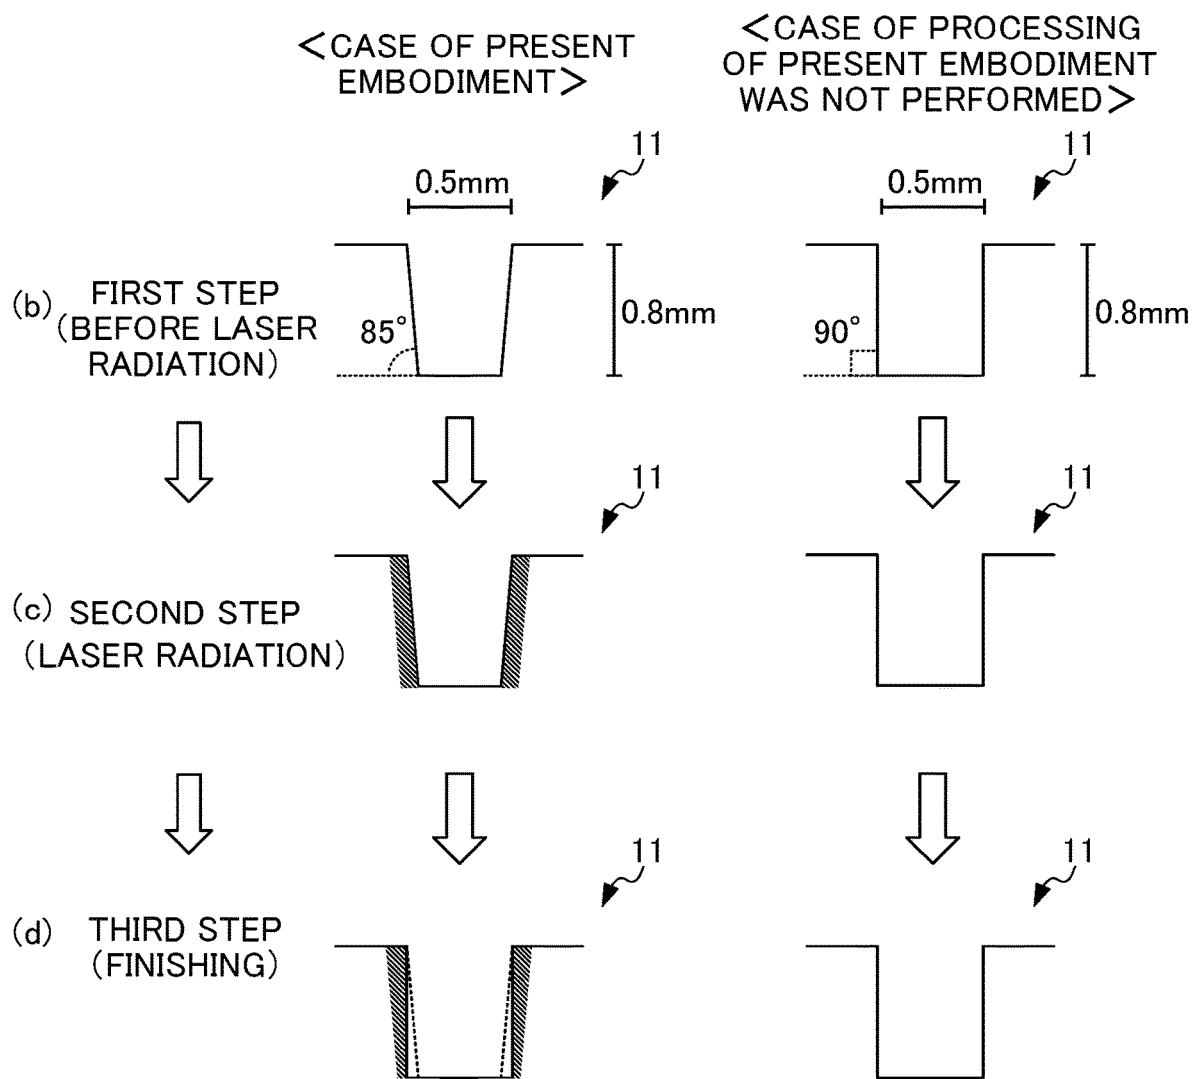 <CASE OF PRESENT
EMBODIMENT>
<CASE OF PROCESSING
OF PRESENT EMBODIMENT
WAS NOT PERFORMED>
11
11
0.5mm
0.5mm
(b) FIRST STEP
(BEFORE LASER
RADIATION)
85°
0.8mm
90°
0.8mm
11
11
(c) SECOND STEP
(LASER RADIATION)
11
11
(d) THIRD STEP
(FINISHING)